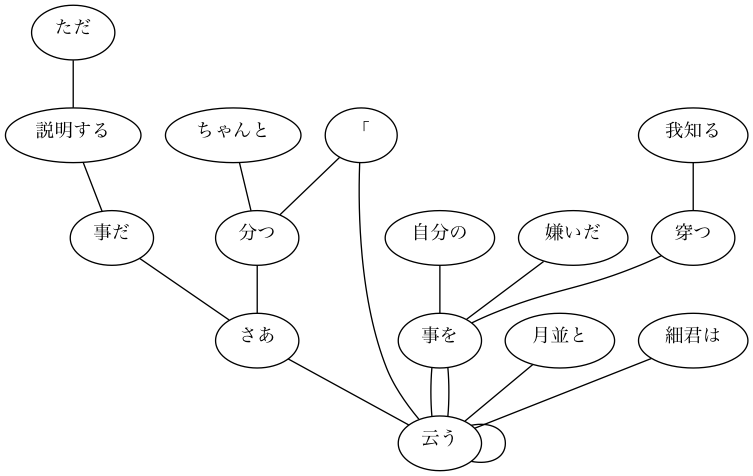 ただ
説明する
ちゃんと
「
我知る
事だ
分つ
自分の
嫌いだ
穿つ
さあ
事を
月並と
細君は
云う